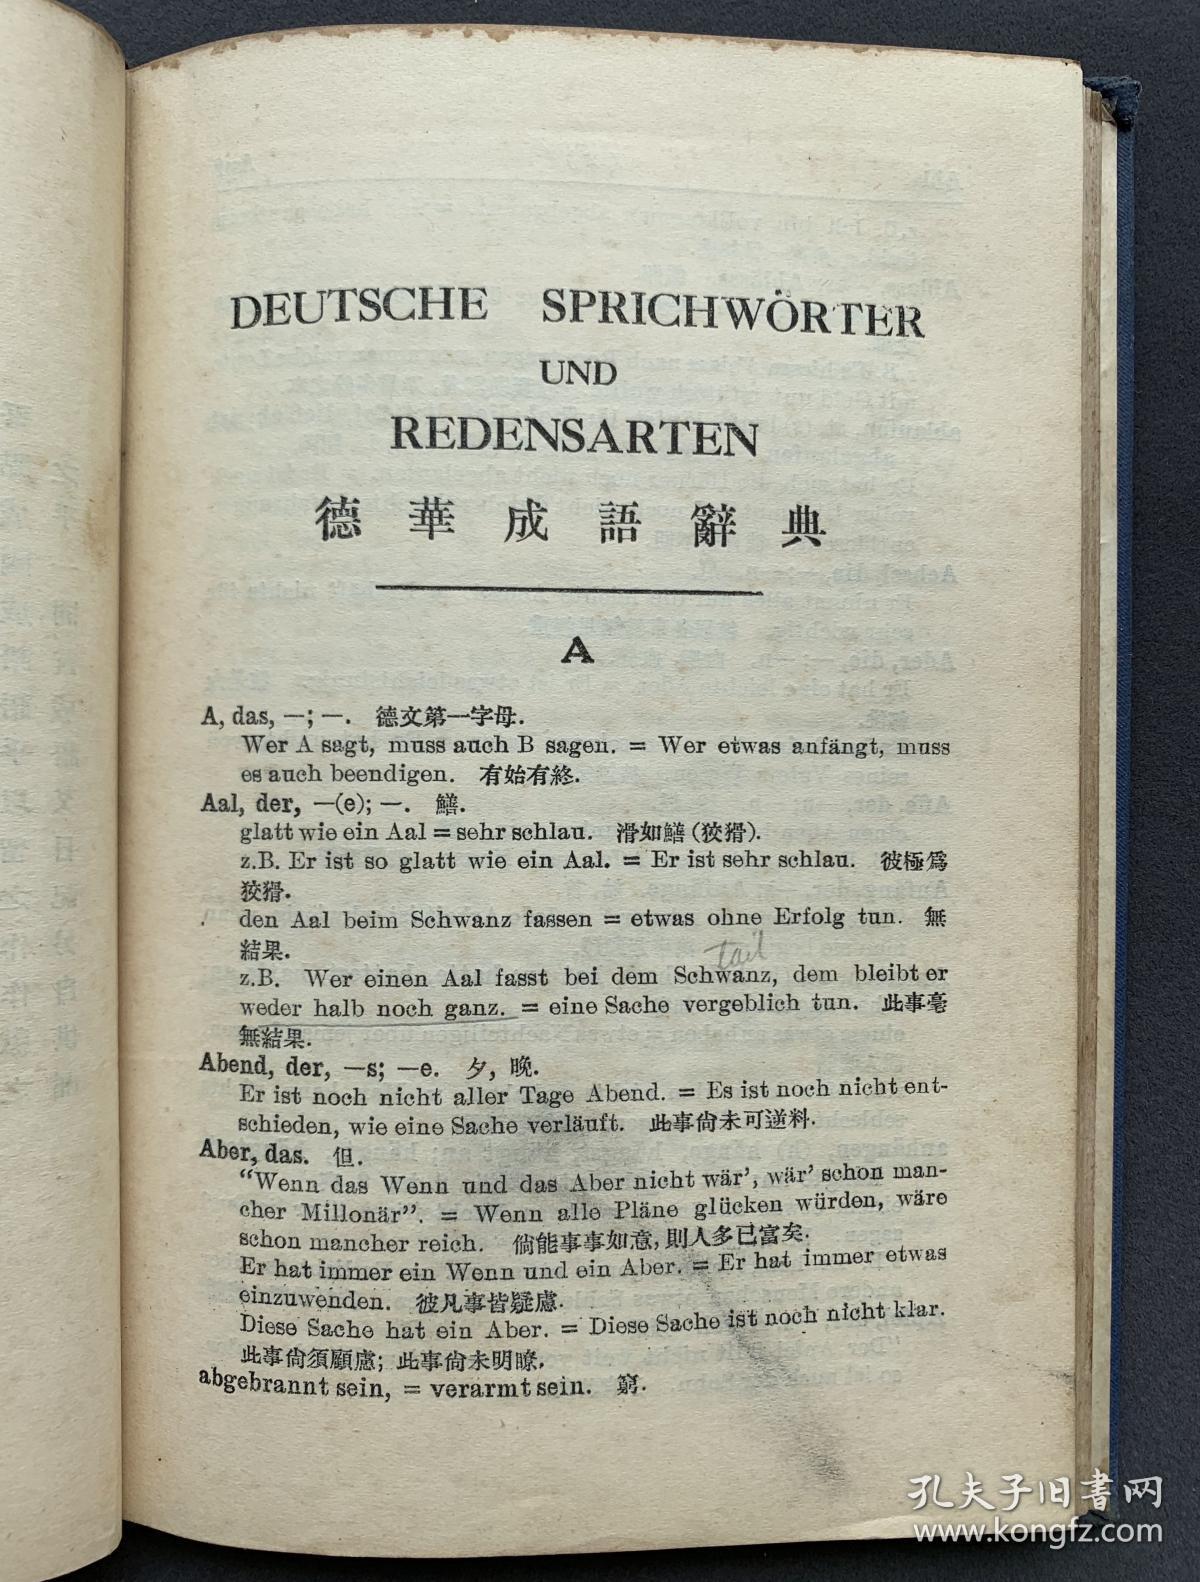 DEUTSCHE SPRICHWÖRTER
UND
REDENSARTEN
德華成語辭典
A
A, das, —; —. 德文第一字母.
Wer A sagt, muss auch B sagen. = Wer etwas anfängt, muss
es auch beendigen. 有始有終.
Aal, der, —(e); —. 鱔.
glatt wie ein Aal = sehr schlau. 滑如鱔 (狡猾).
z.B. Er ist so glatt wie ein Aal. = Er ist sehr schlau. 彼極爲
狡猾.
den Aal beim Schwanz fassen = etwas ohne Erfolg tun. 無
結果.
tail
z.B. Wer einen Aal fasst bei dem Schwanz, dem bleibt er
weder halb noch ganz. = eine Sache vergeblich tun. 此事毫
無結果.
Abend, der, —s; —e. 夕, 晚.
Er ist noch nicht aller Tage Abend. = Es ist noch nicht ent-
schieden, wie eine Sache verläuft. 此事尙未可逆料.
Aber, das. 但.
“Wenn das Wenn und das Aber nicht wär’, wär’ schon man-
cher Millonär”. = Wenn alle Pläne glücken würden, wäre
schon mancher reich. 倘能事事如意, 則人多已富矣.
Er hat immer ein Wenn und ein Aber. = Er hat immer etwas
einzuwenden. 彼凡事皆疑慮.
Diese Sache hat ein Aber. = Diese Sache ist noch nicht klar.
此事尙須顧慮; 此事尙未明瞭.
abgebrannt sein, = verarmt sein. 窮.
孔夫子旧书网
www.kongfz.com